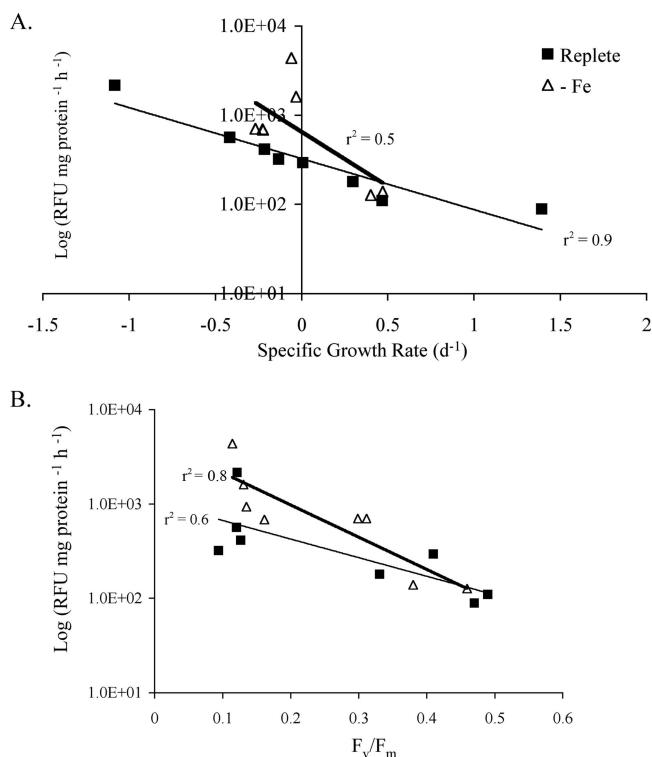 A.
Log (RFU mg protein ⁻¹ h ⁻¹)
1.0E+04
1.0E+03
1.0E+02
1.0E+01
Replete
- Fe
r² = 0.5
r² = 0.9
-1.5 -1 -0.5 0 0.5 1 1.5 2
Specific Growth Rate (d⁻¹)
B.
Log (RFU mg protein ⁻¹ h ⁻¹)
1.0E+04
1.0E+03
1.0E+02
1.0E+01
r² = 0.8
r² = 0.6
0 0.1 0.2 0.3 0.4 0.5 0.6
Fᵥ/Fₘ